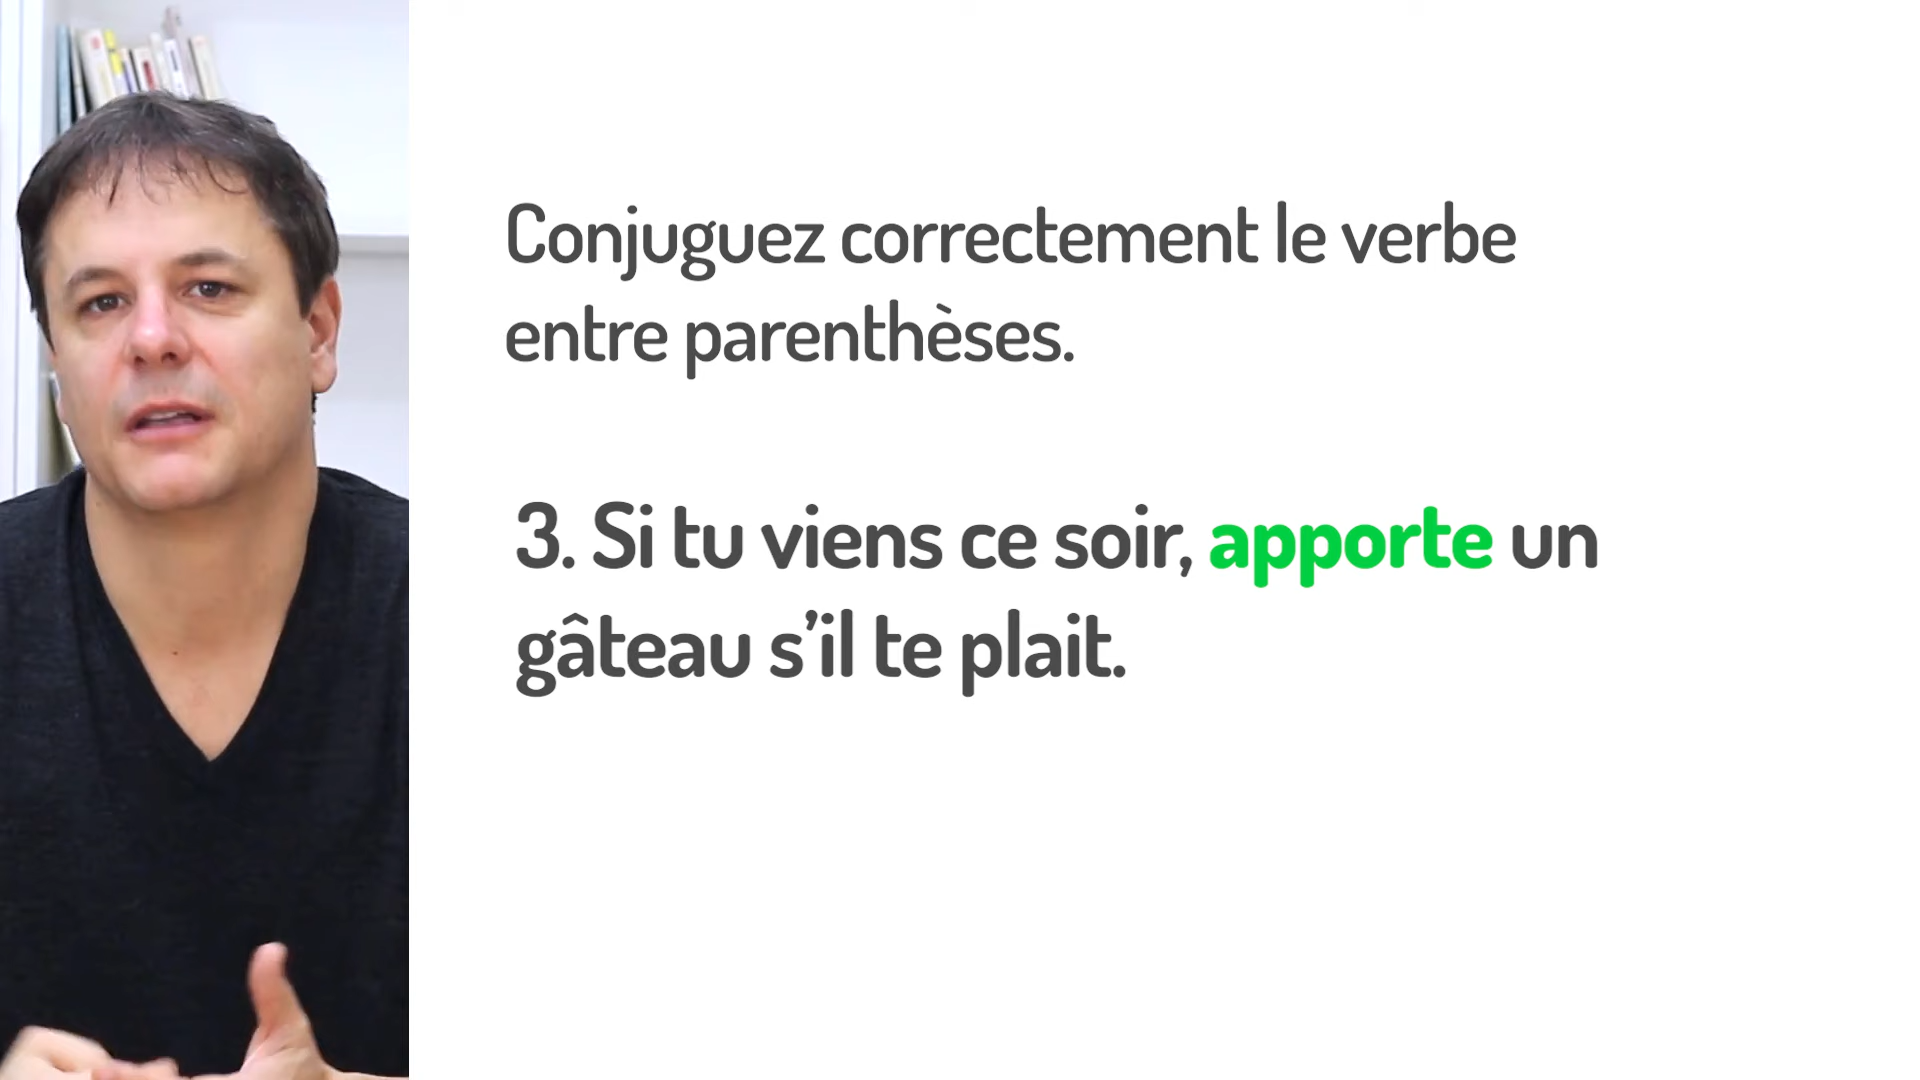 Conjuguez correctement le verbe
entre parenthèses.
3. Si tu viens ce soir, apporte un
gâteau s’il te plait.